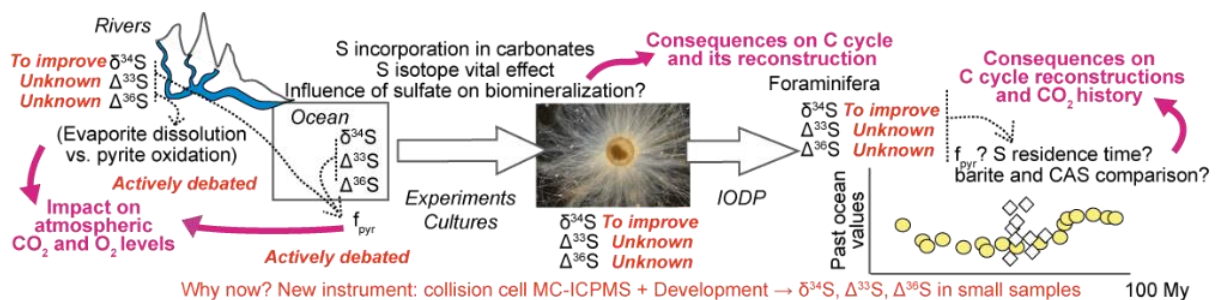 Rivers
To improve δ³⁴S
Unknown Δ³³S
Unknown Δ³⁶S
(Evaporite dissolution
vs. pyrite oxidation)
Actively debated
Impact on
atmospheric
CO₂ and O₂ levels
Ocean
δ³⁴S
Δ³³S
Δ³⁶S
fpyr
Actively debated
S incorporation in carbonates
S isotope vital effect
Influence of sulfate on biomineralization?
Experiments
Cultures
Consequences on C cycle
and its reconstruction
δ³⁴S To improve
Δ³³S Unknown
Δ³⁶S Unknown
IODP
Foraminifera
δ³⁴S To improve
Δ³³S Unknown
Δ³⁶S Unknown
Consequences on
C cycle reconstructions
and CO₂ history
fpyr? S residence time?
barite and CAS comparison?
Past ocean
values
100 My
Why now? New instrument: collision cell MC-ICPMS + Development → δ³⁴S, Δ³³S, Δ³⁶S in small samples